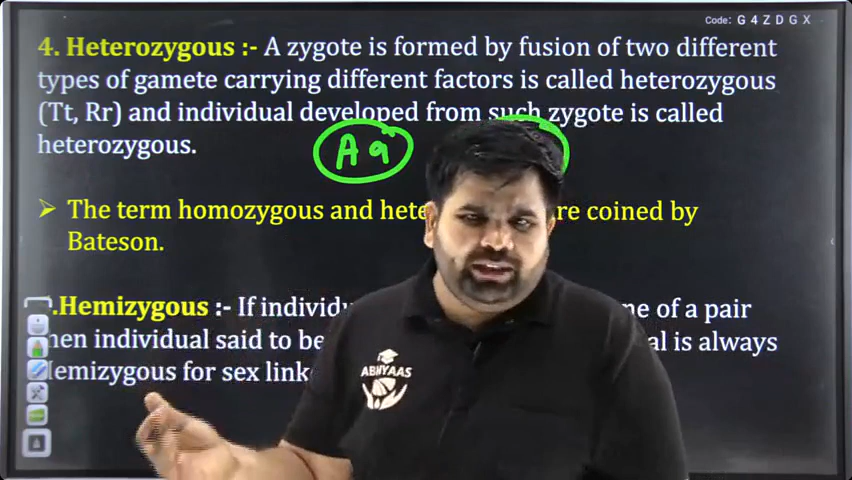 Code: G 4 Z D G X
4. Heterozygous :- A zygote is formed by fusion of two different
types of gamete carrying different factors is called heterozygous
(Tt, Rr) and individual developed from such zygote is called
heterozygous.
A a
➢ The term homozygous and hete re coined by
Bateson.
.Hemizygous :- If individu ne of a pair
hen individual said to be al is always
emizygous for sex link
ABHYAAS